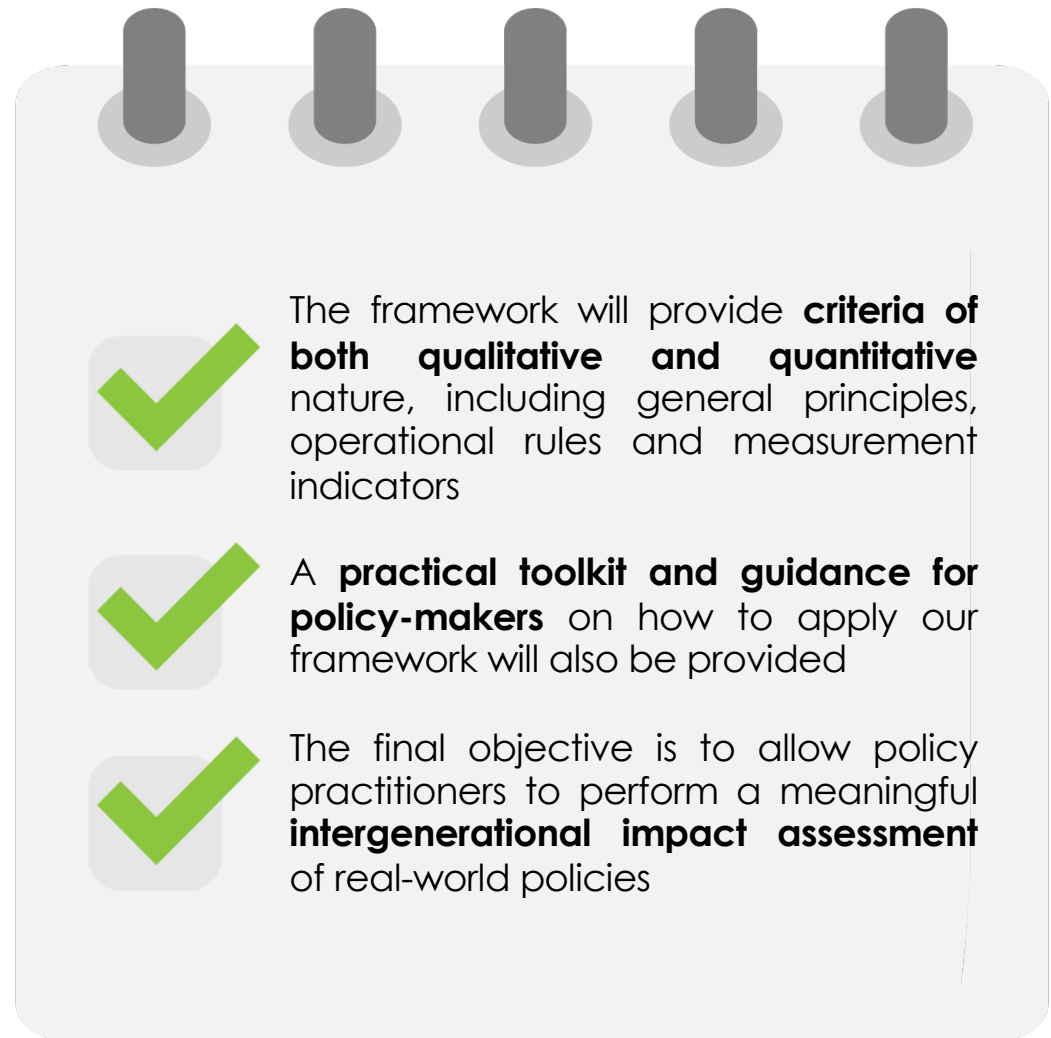 The framework will provide criteria of
both qualitative and quantitative
nature, including general principles,
operational rules and measurement
indicators
A practical toolkit and guidance for
policy-makers on how to apply our
framework will also be provided
The final objective is to allow policy
practitioners to perform a meaningful
intergenerational impact assessment
of real-world policies